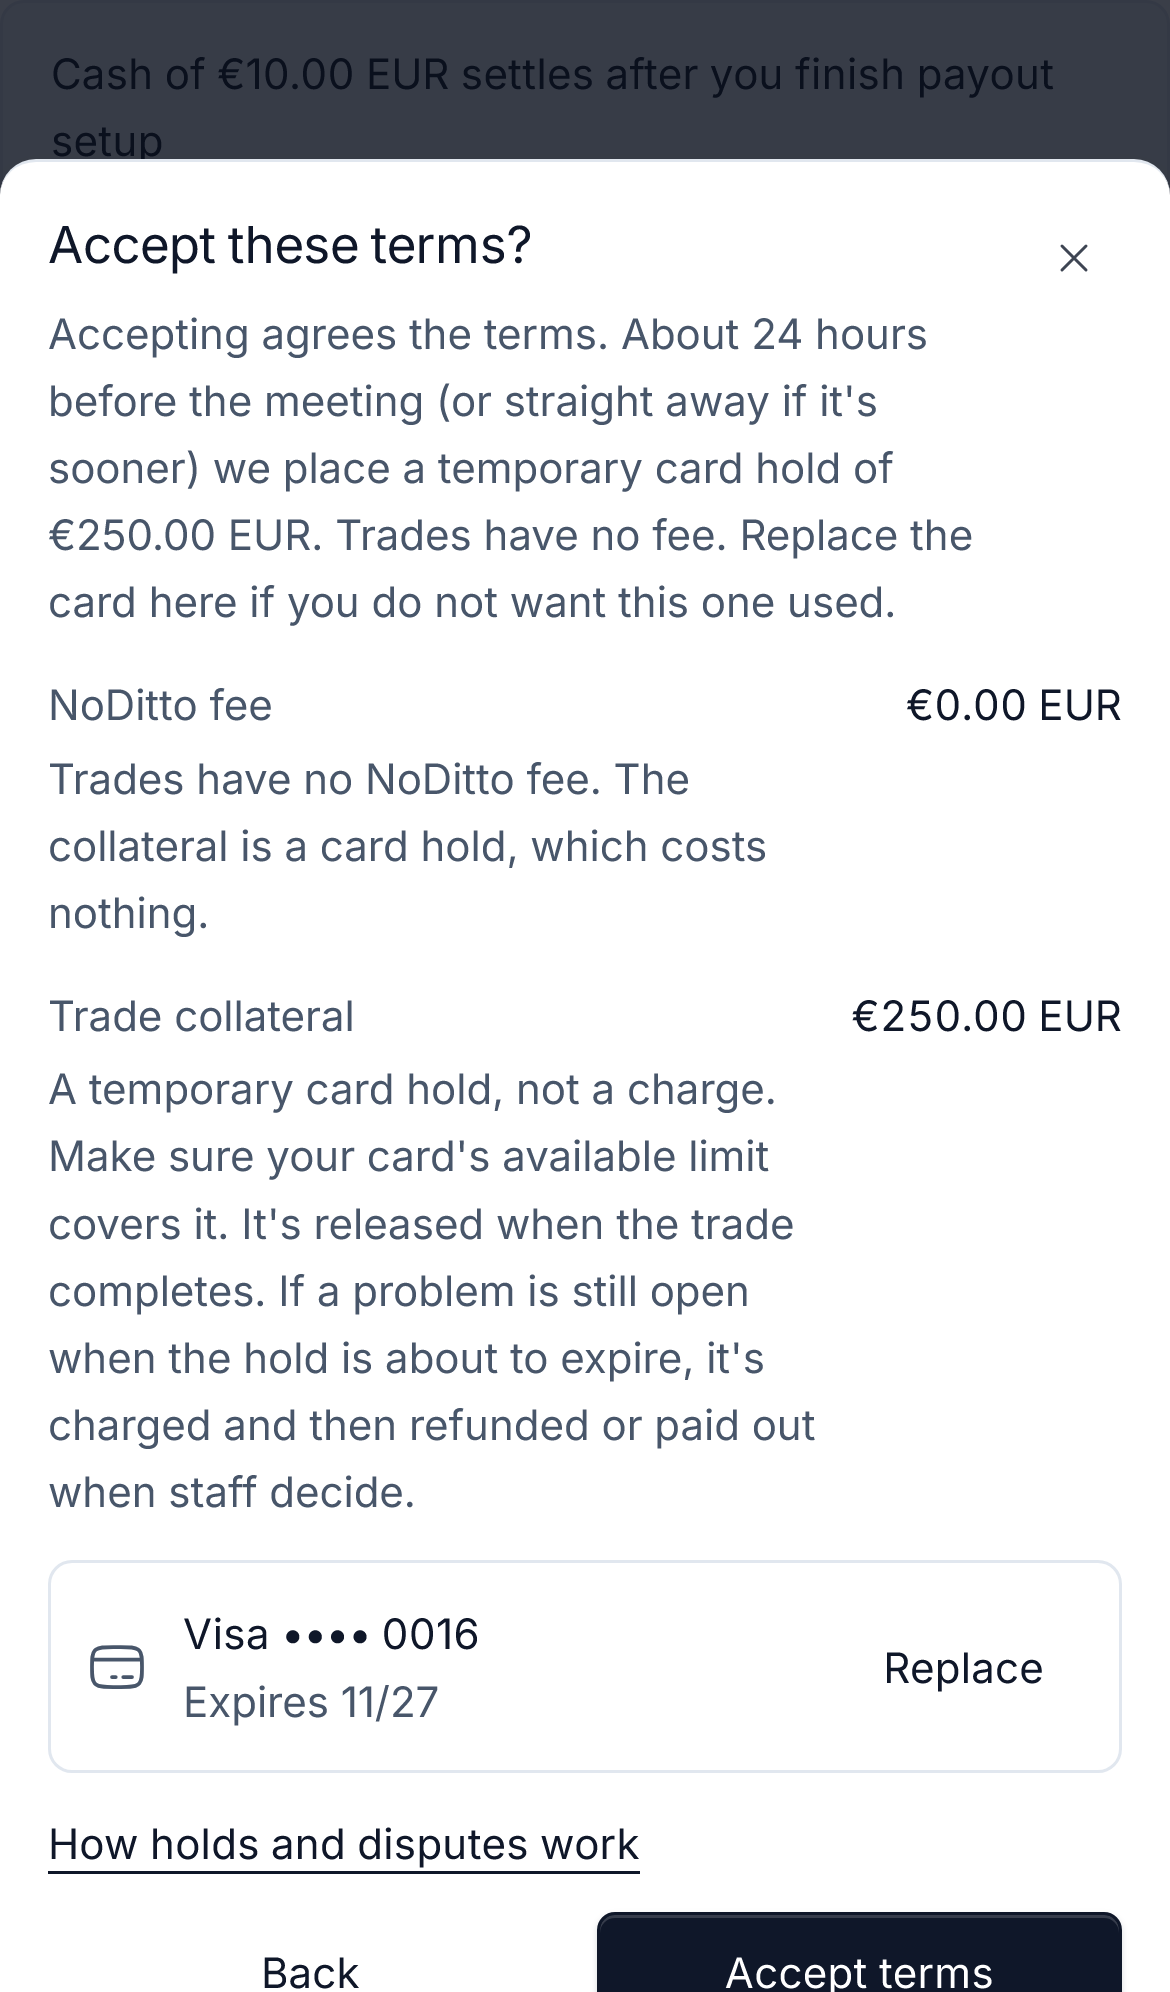 Cash of €10.00 EUR settles after you finish payout
setup
Accept these terms?
Accepting agrees the terms. About 24 hours
before the meeting (or straight away if it's
sooner) we place a temporary card hold of
€250.00 EUR. Trades have no fee. Replace the
card here if you do not want this one used.
NoDitto fee €0.00 EUR
Trades have no NoDitto fee. The
collateral is a card hold, which costs
nothing.
Trade collateral €250.00 EUR
A temporary card hold, not a charge.
Make sure your card's available limit
covers it. It's released when the trade
completes. If a problem is still open
when the hold is about to expire, it's
charged and then refunded or paid out
when staff decide.
Visa •••• 0016
Expires 11/27
Replace
How holds and disputes work
Back Accept terms